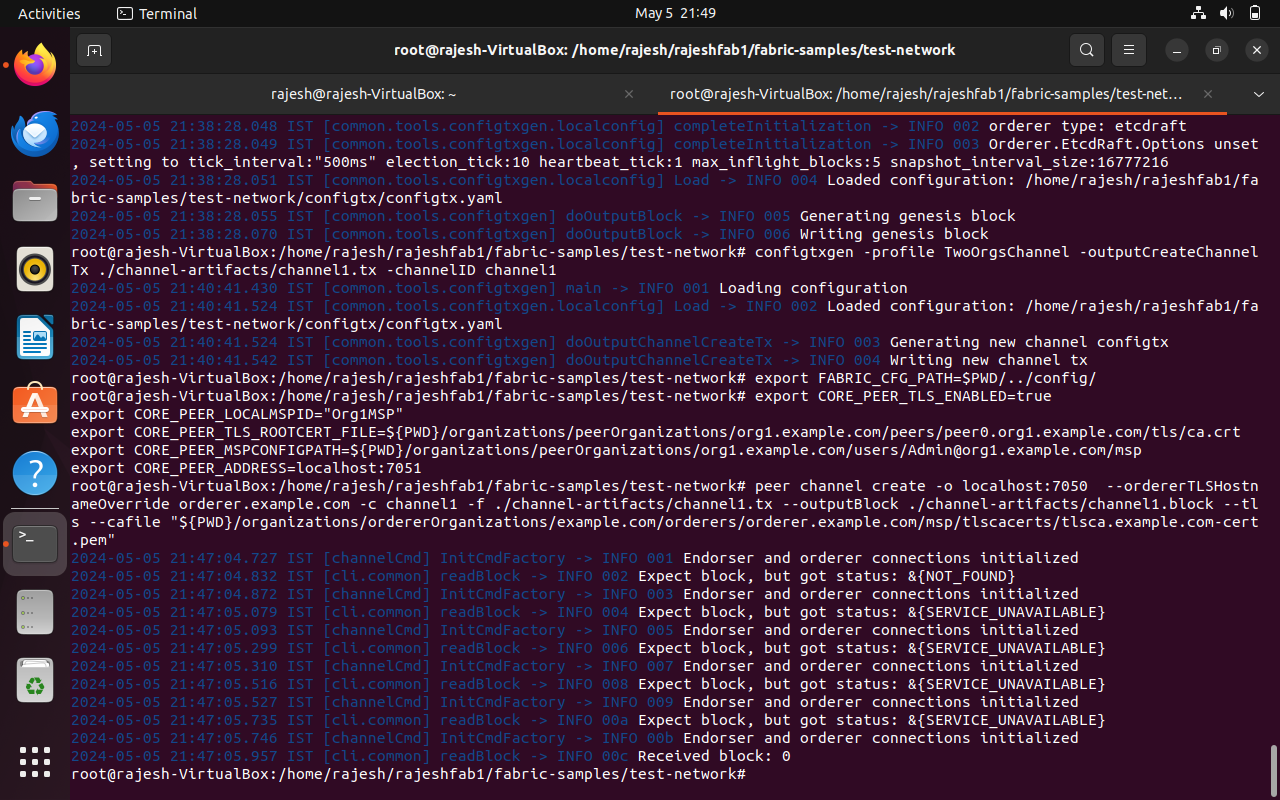 Activities
Terminal
May 5 21:49
root@rajesh-VirtualBox: /home/rajesh/rajeshfab1/fabric-samples/test-network
rajesh@rajesh-VirtualBox: ~
root@rajesh-VirtualBox: /home/rajesh/rajeshfab1/fabric-samples/test-net...
2024-05-05 21:38:28.048 IST [common.tools.configtxgen.localconfig] completeInitialization -> INFO 002 orderer type: etcdraft
2024-05-05 21:38:28.049 IST [common.tools.configtxgen.localconfig] completeInitialization -> INFO 003 Orderer.EtcdRaft.Options unset
, setting to tick_interval:"500ms" election_tick:10 heartbeat_tick:1 max_inflight_blocks:5 snapshot_interval_size:16777216
2024-05-05 21:38:28.051 IST [common.tools.configtxgen.localconfig] Load -> INFO 004 Loaded configuration: /home/rajesh/rajeshfab1/fa
bric-samples/test-network/configtx/configtx.yaml
2024-05-05 21:38:28.055 IST [common.tools.configtxgen] doOutputBlock -> INFO 005 Generating genesis block
2024-05-05 21:38:28.070 IST [common.tools.configtxgen] doOutputBlock -> INFO 006 Writing genesis block
root@rajesh-VirtualBox:/home/rajesh/rajeshfab1/fabric-samples/test-network# configtxgen -profile TwoOrgsChannel -outputCreateChannel
Tx ./channel-artifacts/channel1.tx -channelID channel1
2024-05-05 21:40:41.430 IST [common.tools.configtxgen] main -> INFO 001 Loading configuration
2024-05-05 21:40:41.524 IST [common.tools.configtxgen.localconfig] Load -> INFO 002 Loaded configuration: /home/rajesh/rajeshfab1/fa
bric-samples/test-network/configtx/configtx.yaml
2024-05-05 21:40:41.524 IST [common.tools.configtxgen] doOutputChannelCreateTx -> INFO 003 Generating new channel configtx
2024-05-05 21:40:41.542 IST [common.tools.configtxgen] doOutputChannelCreateTx -> INFO 004 Writing new channel tx
root@rajesh-VirtualBox:/home/rajesh/rajeshfab1/fabric-samples/test-network# export FABRIC_CFG_PATH=$PWD/../config/
root@rajesh-VirtualBox:/home/rajesh/rajeshfab1/fabric-samples/test-network# export CORE_PEER_TLS_ENABLED=true
export CORE_PEER_LOCALMSPID="Org1MSP"
export CORE_PEER_TLS_ROOTCERT_FILE=${PWD}/organizations/peerOrganizations/org1.example.com/peers/peer0.org1.example.com/tls/ca.crt
export CORE_PEER_MSPCONFIGPATH=${PWD}/organizations/peerOrganizations/org1.example.com/users/Admin@org1.example.com/msp
export CORE_PEER_ADDRESS=localhost:7051
root@rajesh-VirtualBox:/home/rajesh/rajeshfab1/fabric-samples/test-network# peer channel create -o localhost:7050  --ordererTLSHostn
ameOverride orderer.example.com -c channel1 -f ./channel-artifacts/channel1.tx --outputBlock ./channel-artifacts/channel1.block --tl
s --cafile "${PWD}/organizations/ordererOrganizations/example.com/orderers/orderer.example.com/msp/tlscacerts/tlsca.example.com-cert
.pem"
2024-05-05 21:47:04.727 IST [channelCmd] InitCmdFactory -> INFO 001 Endorser and orderer connections initialized
2024-05-05 21:47:04.832 IST [cli.common] readBlock -> INFO 002 Expect block, but got status: &{NOT_FOUND}
2024-05-05 21:47:04.872 IST [channelCmd] InitCmdFactory -> INFO 003 Endorser and orderer connections initialized
2024-05-05 21:47:05.079 IST [cli.common] readBlock -> INFO 004 Expect block, but got status: &{SERVICE_UNAVAILABLE}
2024-05-05 21:47:05.093 IST [channelCmd] InitCmdFactory -> INFO 005 Endorser and orderer connections initialized
2024-05-05 21:47:05.299 IST [cli.common] readBlock -> INFO 006 Expect block, but got status: &{SERVICE_UNAVAILABLE}
2024-05-05 21:47:05.310 IST [channelCmd] InitCmdFactory -> INFO 007 Endorser and orderer connections initialized
2024-05-05 21:47:05.516 IST [cli.common] readBlock -> INFO 008 Expect block, but got status: &{SERVICE_UNAVAILABLE}
2024-05-05 21:47:05.527 IST [channelCmd] InitCmdFactory -> INFO 009 Endorser and orderer connections initialized
2024-05-05 21:47:05.735 IST [cli.common] readBlock -> INFO 00a Expect block, but got status: &{SERVICE_UNAVAILABLE}
2024-05-05 21:47:05.746 IST [channelCmd] InitCmdFactory -> INFO 00b Endorser and orderer connections initialized
2024-05-05 21:47:05.957 IST [cli.common] readBlock -> INFO 00c Received block: 0
root@rajesh-VirtualBox:/home/rajesh/rajeshfab1/fabric-samples/test-network#